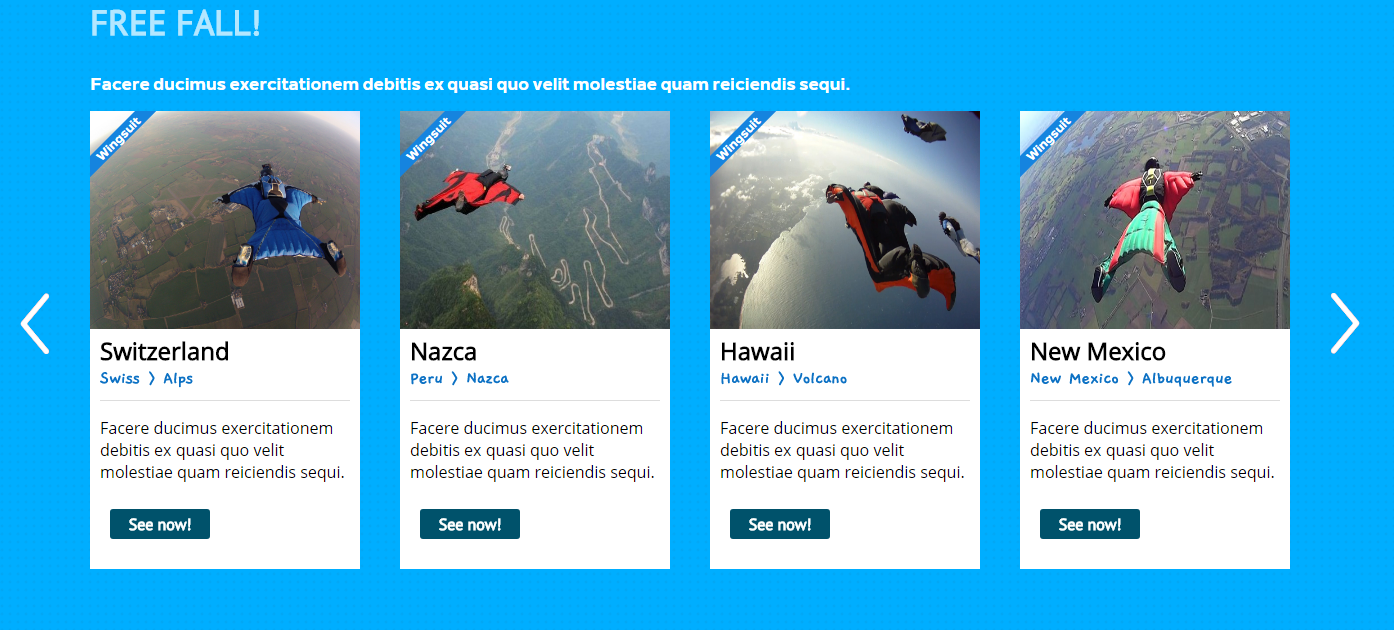 FREE FALL!
Facere ducimus exercitationem debitis ex quasi quo velit molestiae quam reiciendis sequi.
Wingsuit
Switzerland
Swiss > Alps
Facere ducimus exercitationem
debitis ex quasi quo velit
molestiae quam reiciendis sequi.
See now!
Wingsuit
Nazca
Peru > Nazca
Facere ducimus exercitationem
debitis ex quasi quo velit
molestiae quam reiciendis sequi.
See now!
Wingsuit
Hawaii
Hawaii > Volcano
Facere ducimus exercitationem
debitis ex quasi quo velit
molestiae quam reiciendis sequi.
See now!
Wingsuit
New Mexico
New Mexico > Albuquerque
Facere ducimus exercitationem
debitis ex quasi quo velit
molestiae quam reiciendis sequi.
See now!